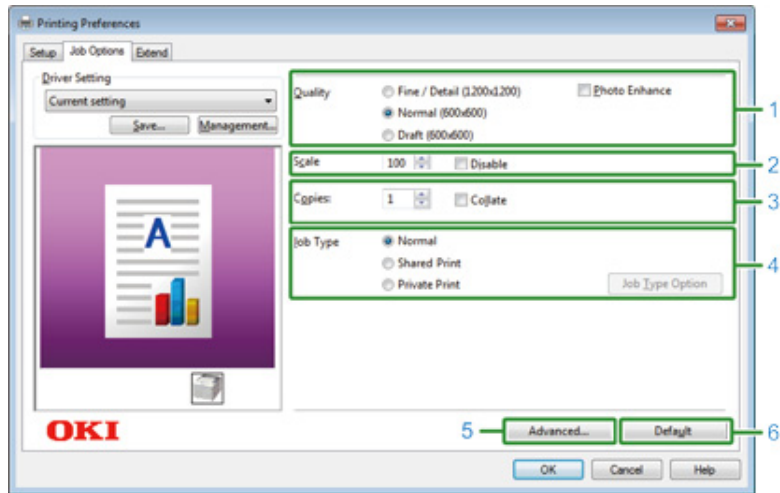 Printing Preferences
Setup Job Options Extend
Driver Setting
Current setting
Save... Management...
Quality Fine / Detail (1200x1200) Photo Enhance
Normal (600x600)
Draft (600x600)
1
Scale 100 Disable
2
Copies: 1 Collate
3
Job Type Normal
Shared Print
Private Print Job Type Option
4
A
OKI
5 Advanced... Default 6
OK Cancel Help